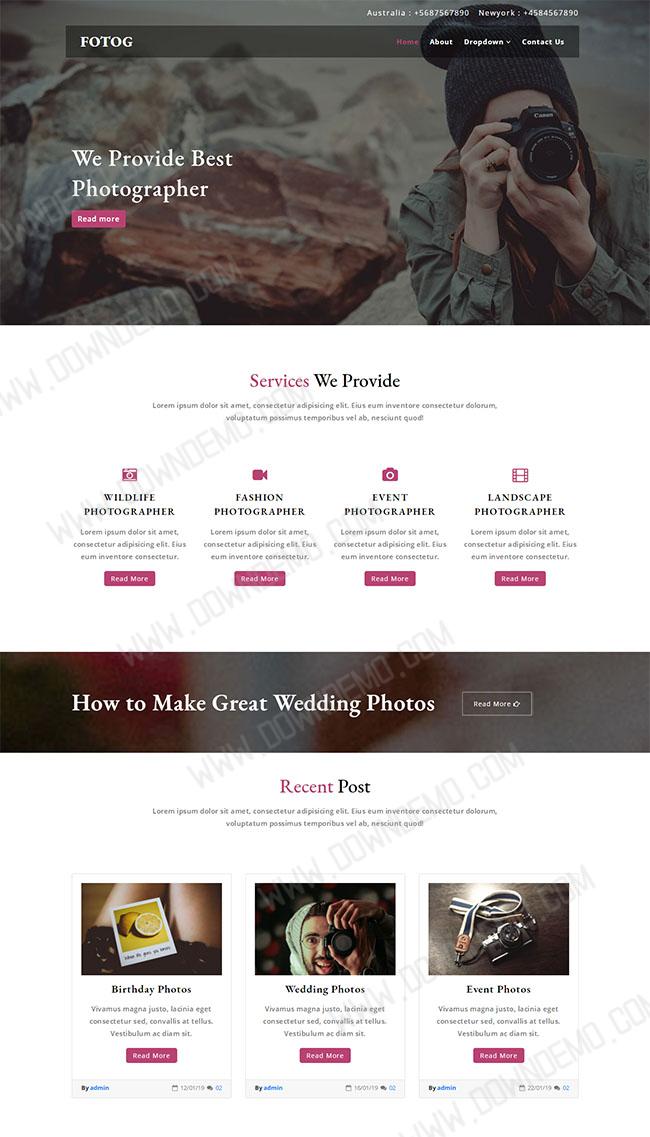 Australia : +5687567890 Newyork : +4584567890
FOTOG
Home About Dropdown Contact Us
Canon
We Provide Best
Photographer
Read more
Services We Provide
Lorem ipsum dolor sit amet, consectetur adipisicing elit. Eius eum inventore consectetur dolorum,
voluptatum possimus temporibus vel ab, nesciunt quod!
WILDLIFE
PHOTOGRAPHER
Lorem ipsum dolor sit amet,
consectetur adipisicing elit. Eius
eum inventore consectetur.
Read More
FASHION
PHOTOGRAPHER
Lorem ipsum dolor sit amet,
consectetur adipisicing elit. Eius
eum inventore consectetur.
Read More
EVENT
PHOTOGRAPHER
Lorem ipsum dolor sit amet,
consectetur adipisicing elit. Eius
eum inventore consectetur.
Read More
LANDSCAPE
PHOTOGRAPHER
Lorem ipsum dolor sit amet,
consectetur adipisicing elit. Eius
eum inventore consectetur.
Read More
How to Make Great Wedding Photos
Read More
Recent Post
Lorem ipsum dolor sit amet, consectetur adipisicing elit. Eius eum inventore consectetur dolorum,
voluptatum possimus temporibus vel ab, nesciunt quod!
Birthday Photos
Vivamus magna justo, lacinia eget
consectetur sed, convallis at tellus.
Vestibulum ac diam sit.
Read More
By admin 12/01/19 02
Wedding Photos
Vivamus magna justo, lacinia eget
consectetur sed, convallis at tellus.
Vestibulum ac diam sit.
Read More
By admin 16/01/19 02
Event Photos
Vivamus magna justo, lacinia eget
consectetur sed, convallis at tellus.
Vestibulum ac diam sit.
Read More
By admin 22/01/19 02
WWW.DOWNDEMO.COM